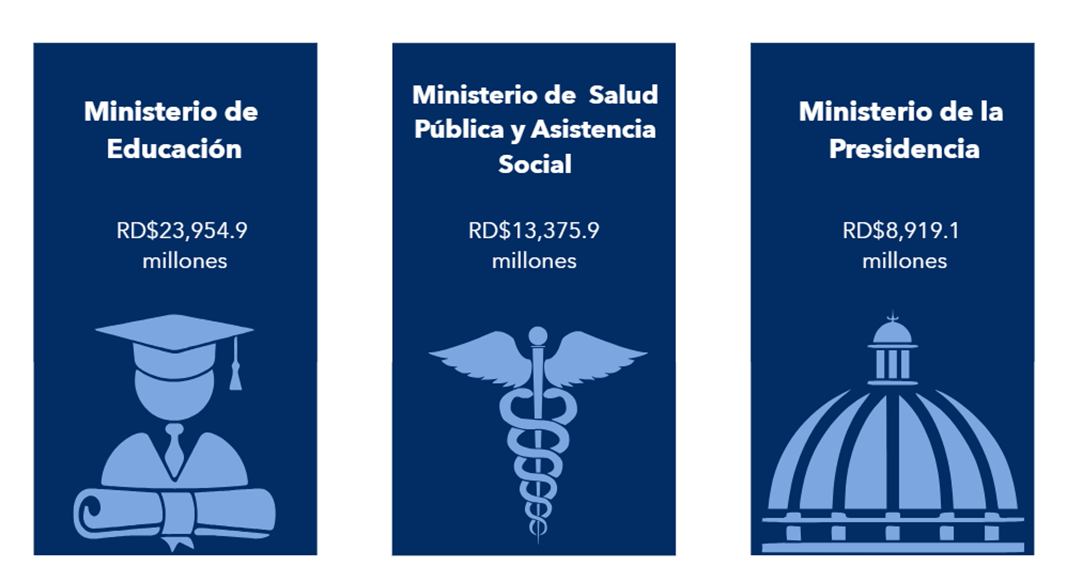 Ministerio de
Educación
RD$23,954.9
millones
Ministerio de  Salud
Pública y Asistencia
Social
RD$13,375.9
millones
Ministerio de la
Presidencia
RD$8,919.1
millones